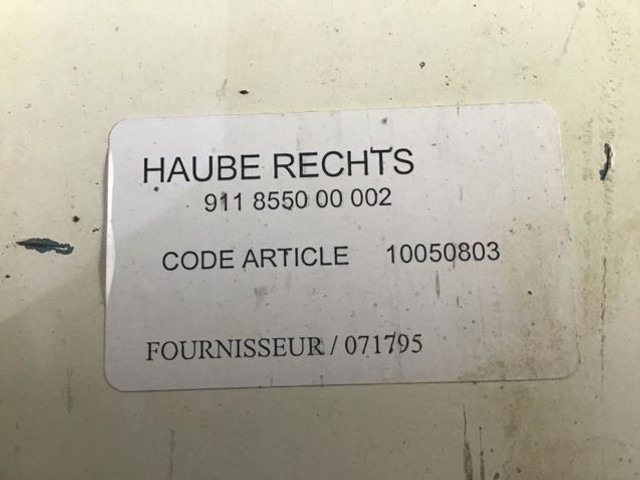 HAUBE RECHTS
911 8550 00 002
CODE ARTICLE 10050803
FOURNISSEUR / 071795